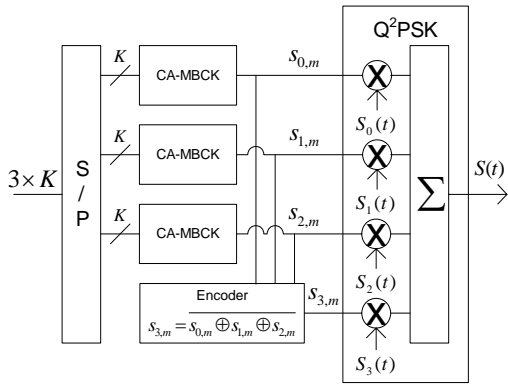 Q²PSK
K
CA-MBCK
s₀,ₘ
S₀(t)
K
CA-MBCK
s₁,ₘ
S₁(t)
3×K
S/P
∑
S(t)
K
CA-MBCK
s₂,ₘ
S₂(t)
Encoder
s₃,ₘ = \overline{s₀,ₘ ⊕ s₁,ₘ ⊕ s₂,ₘ}
s₃,ₘ
S₃(t)